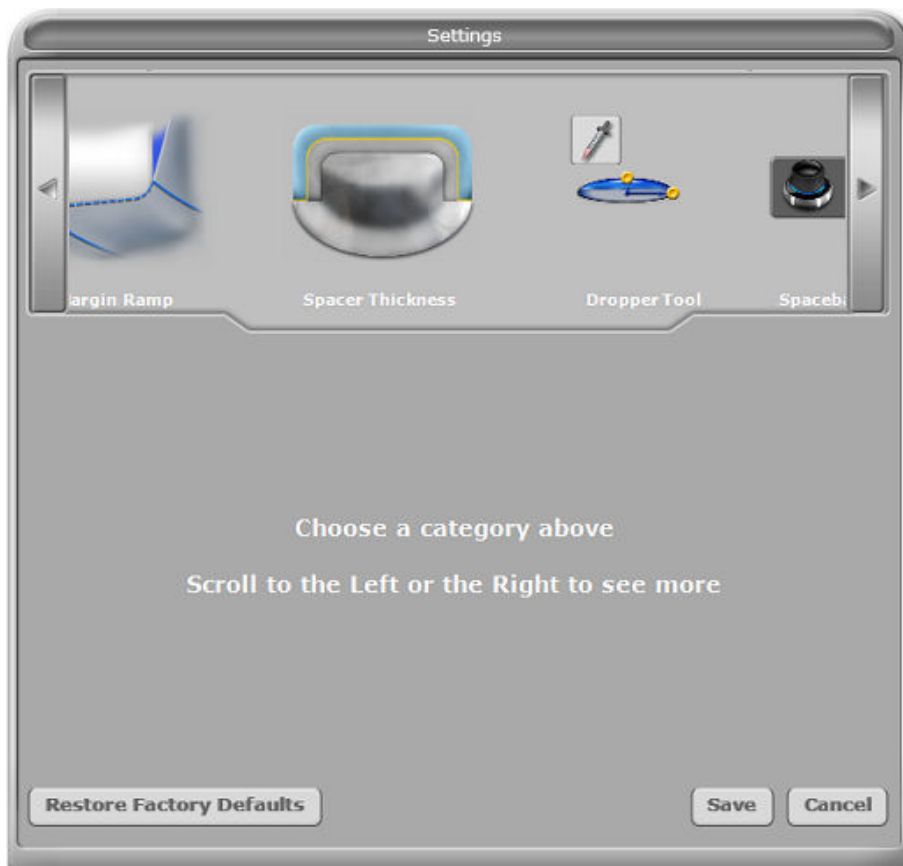 Settings
argin Ramp
Spacer Thickness
Dropper Tool
Spaceb
Choose a category above
Scroll to the Left or the Right to see more
Restore Factory Defaults
Save
Cancel